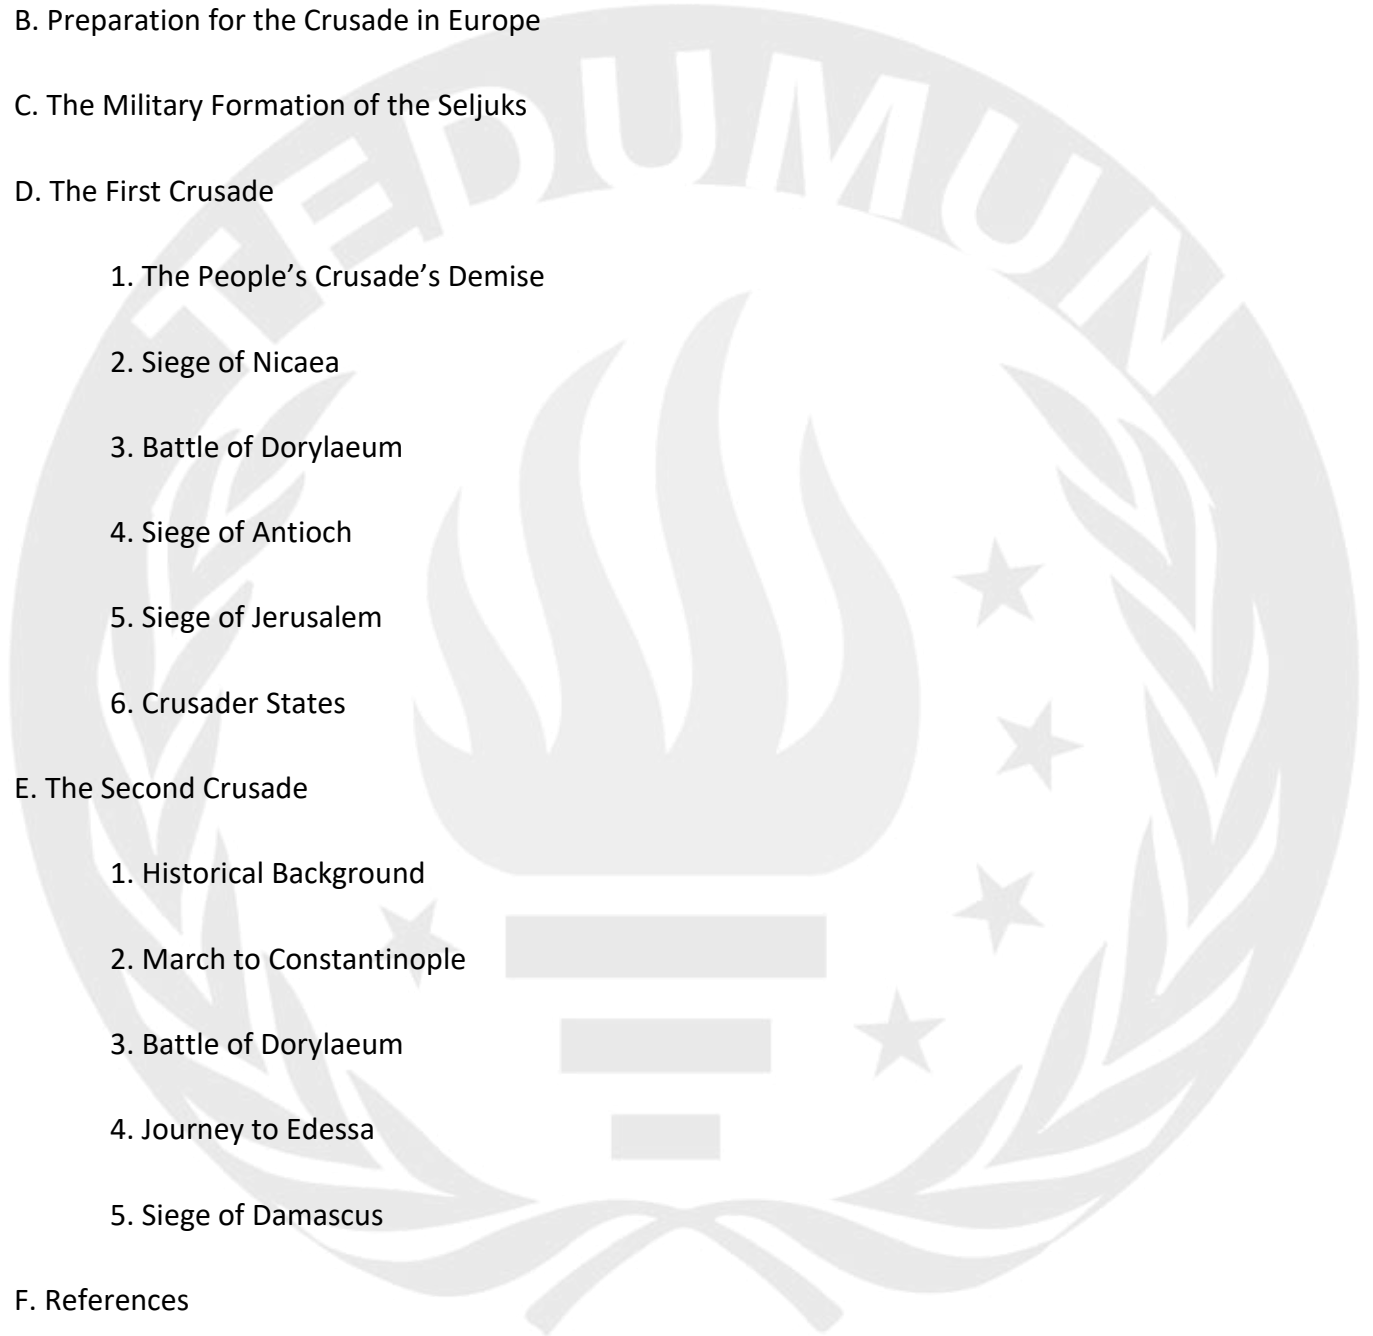 TEDUMUN
B. Preparation for the Crusade in Europe
C. The Military Formation of the Seljuks
D. The First Crusade
1. The People’s Crusade’s Demise
2. Siege of Nicaea
3. Battle of Dorylaeum
4. Siege of Antioch
5. Siege of Jerusalem
6. Crusader States
E. The Second Crusade
1. Historical Background
2. March to Constantinople
3. Battle of Dorylaeum
4. Journey to Edessa
5. Siege of Damascus
F. References